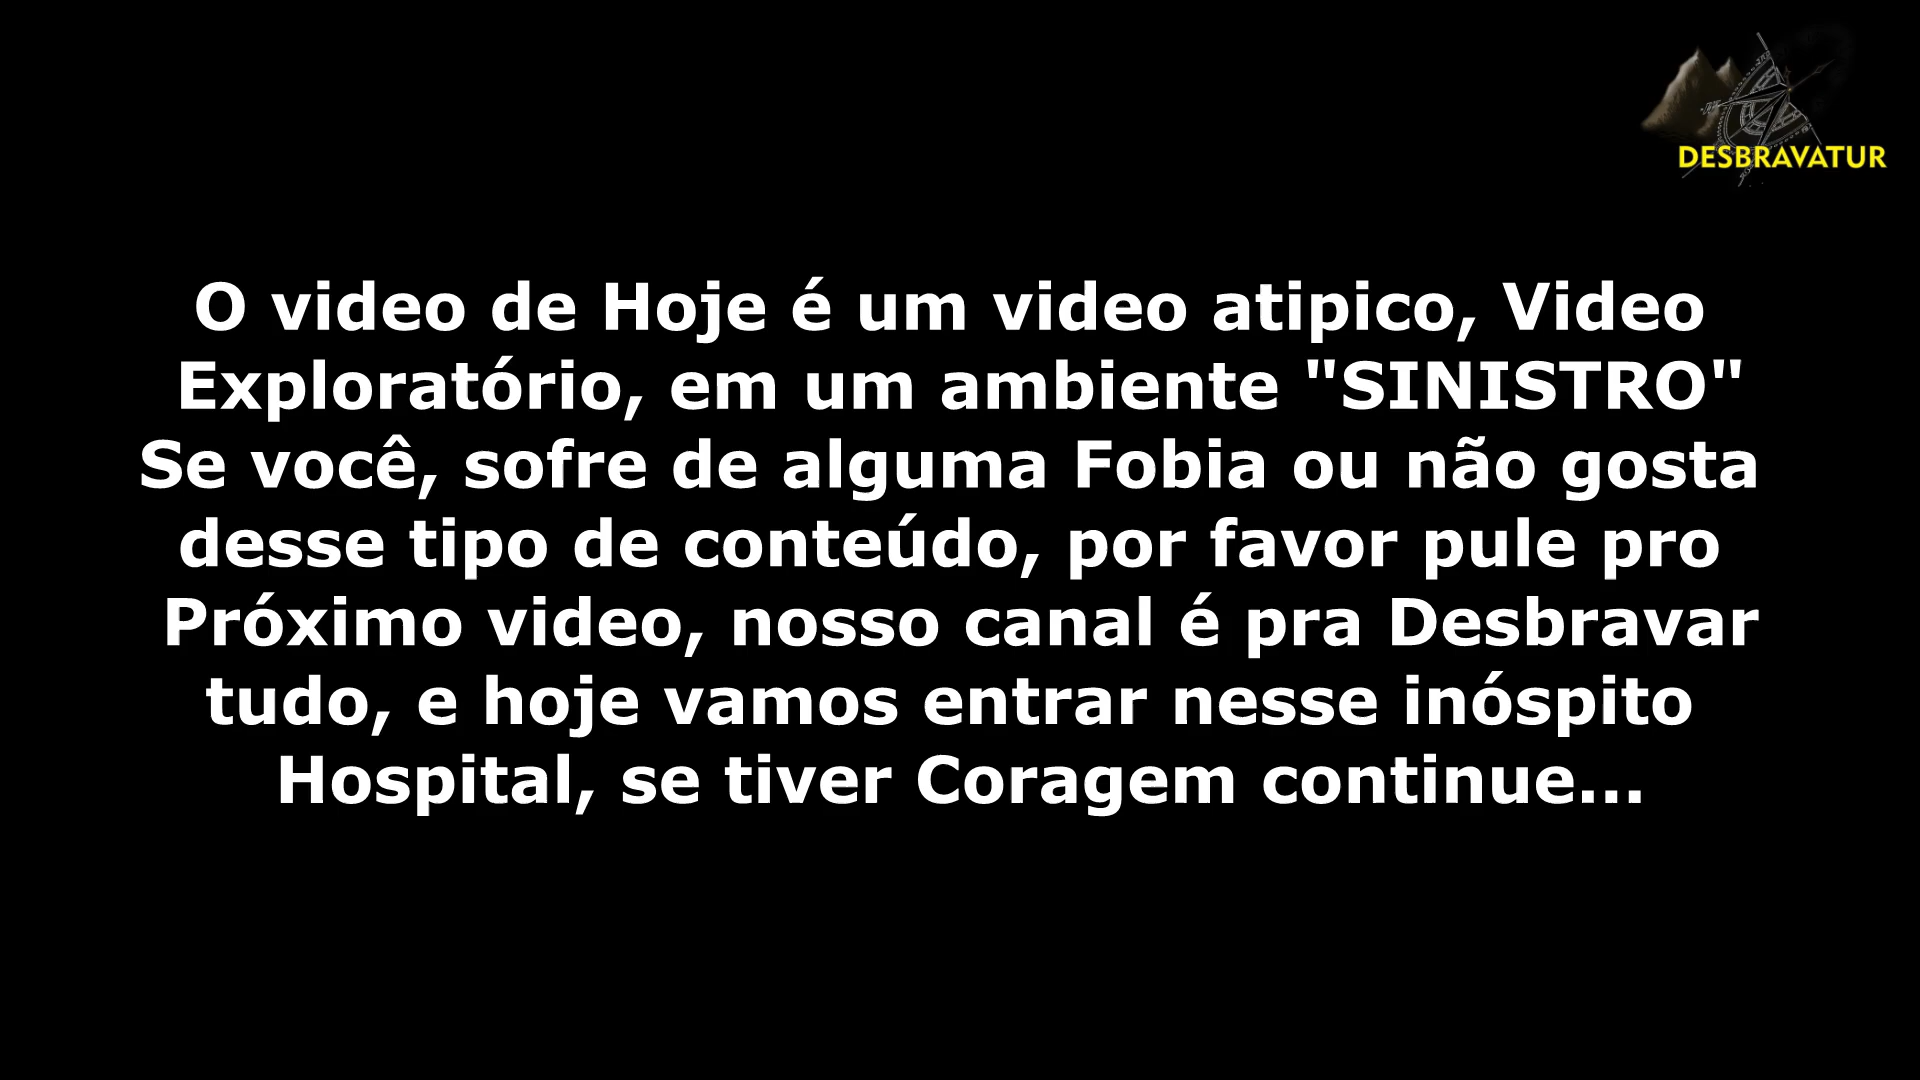 DESBRAVATUR
O video de Hoje é um video atipico, Video
Exploratório, em um ambiente "SINISTRO"
Se você, sofre de alguma Fobia ou não gosta
desse tipo de conteúdo, por favor pule pro
Próximo video, nosso canal é pra Desbravar
tudo, e hoje vamos entrar nesse inóspito
Hospital, se tiver Coragem continue...